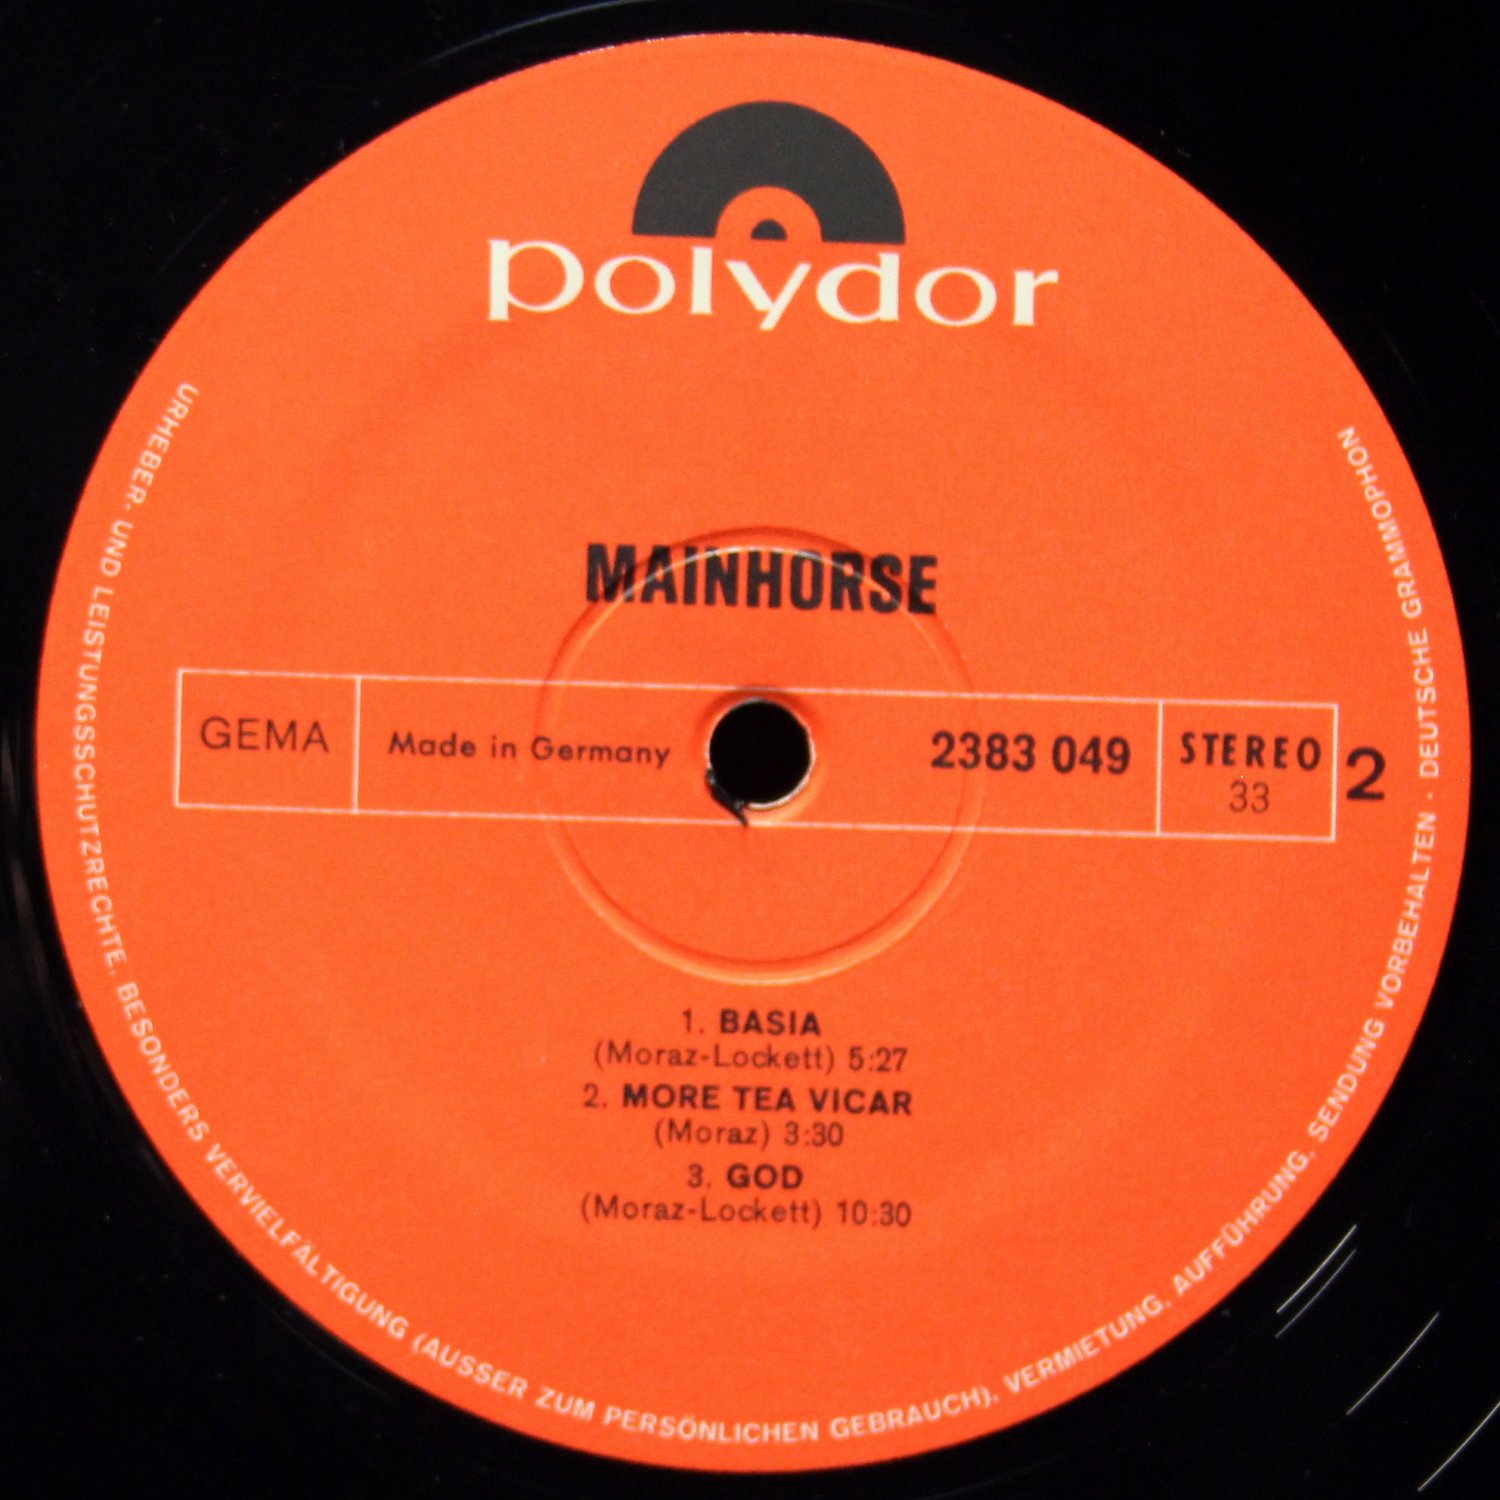 polydor
MAINHORSE
GEMA
Made in Germany
2383 049
STEREO
33
2
1. BASIA
(Moraz-Lockett) 5:27
2. MORE TEA VICAR
(Moraz) 3:30
3. GOD
(Moraz-Lockett) 10:30
URHEBER- UND LEISTUNGSSCHUTZRECHTE, BESONDERS VERVIELFÄLTIGUNG (AUSSER ZUM PERSÖNLICHEN GEBRAUCH), VERMIETUNG, AUFFÜHRUNG, SENDUNG VORBEHALTEN · DEUTSCHE GRAMMOPHON